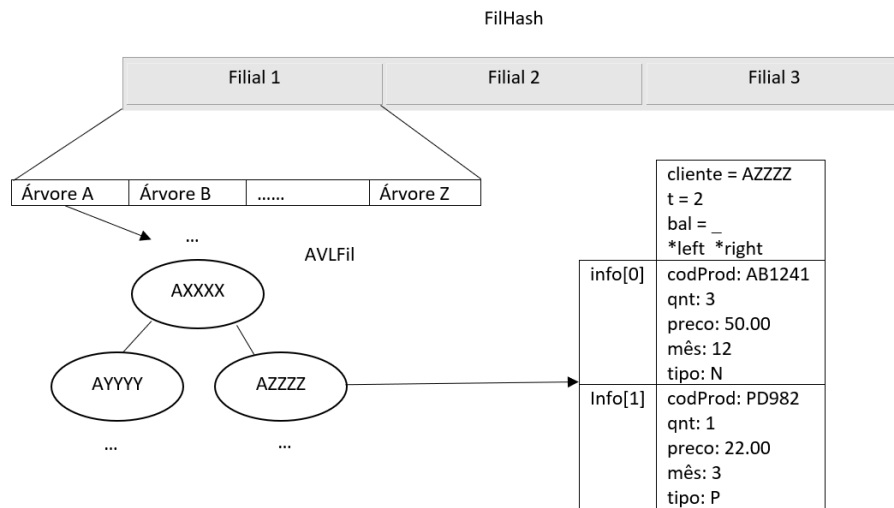 FilHash
Filial 1 Filial 2 Filial 3
Árvore A Árvore B ...... Árvore Z
...
AVLFil
AXXXX
AYYYY AZZZZ
... ...
cliente = AZZZZ
t = 2
bal = _
*left *right
info[0] codProd: AB1241
qnt: 3
preco: 50.00
mês: 12
tipo: N
Info[1] codProd: PD982
qnt: 1
preco: 22.00
mês: 3
tipo: P